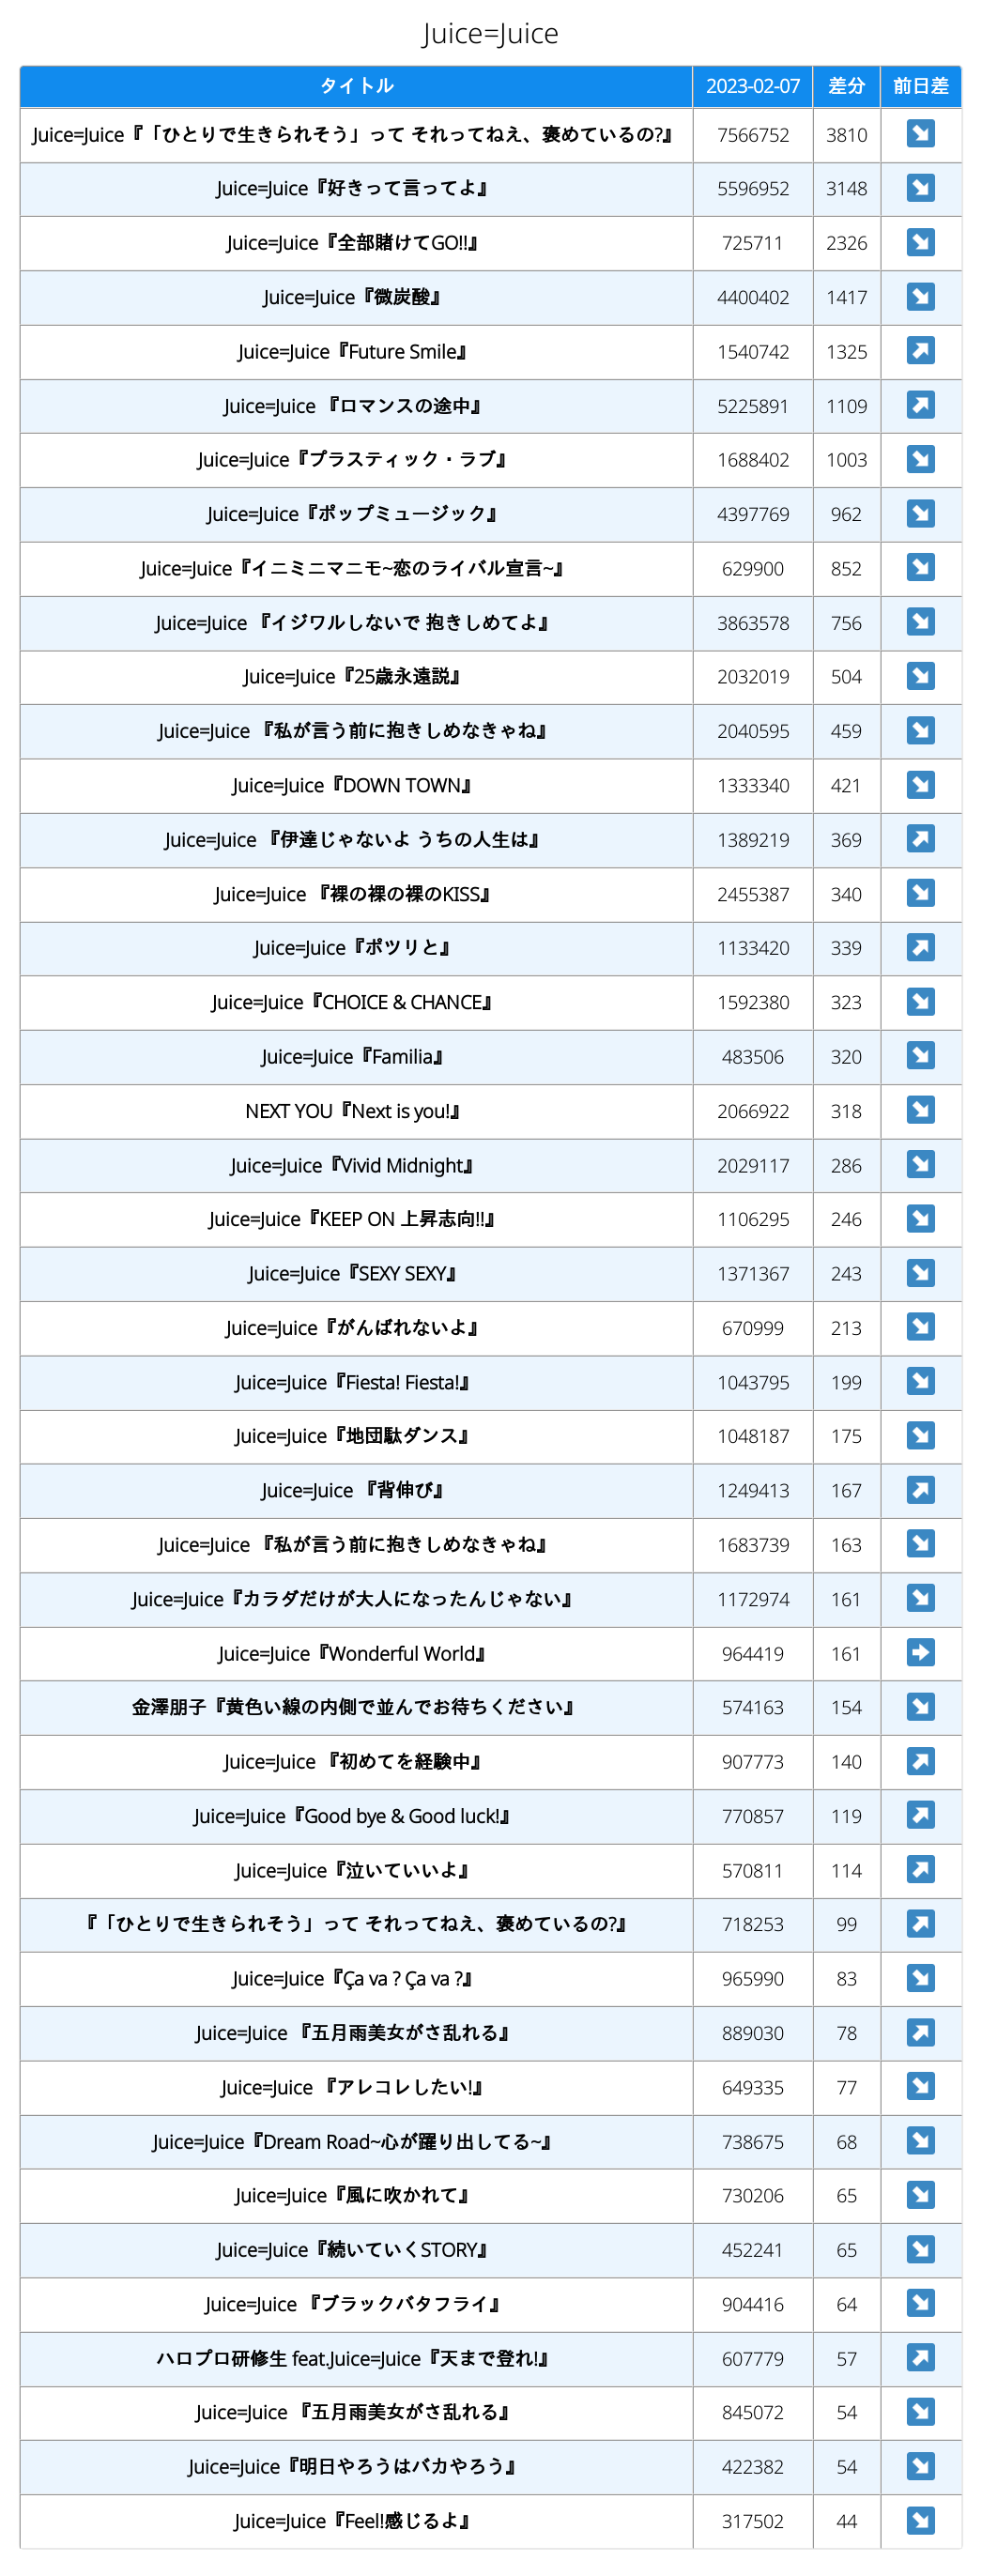 Juice=Juice
タイトル 2023-02-07 差分 前日差
Juice=Juice『「ひとりで生きられそう」って それってねえ、褒めているの?』 7566752 3810 ↘
Juice=Juice『好きって言ってよ』 5596952 3148 ↘
Juice=Juice『全部賭けてGO!!』 725711 2326 ↘
Juice=Juice『微炭酸』 4400402 1417 ↘
Juice=Juice『Future Smile』 1540742 1325 ↗
Juice=Juice 『ロマンスの途中』 5225891 1109 ↗
Juice=Juice『プラスティック・ラブ』 1688402 1003 ↘
Juice=Juice『ポップミュージック』 4397769 962 ↘
Juice=Juice『イニミニマニモ~恋のライバル宣言~』 629900 852 ↘
Juice=Juice 『イジワルしないで 抱きしめてよ』 3863578 756 ↘
Juice=Juice『25歳永遠説』 2032019 504 ↘
Juice=Juice 『私が言う前に抱きしめなきゃね』 2040595 459 ↘
Juice=Juice『DOWN TOWN』 1333340 421 ↘
Juice=Juice 『伊達じゃないよ うちの人生は』 1389219 369 ↗
Juice=Juice 『裸の裸の裸のKISS』 2455387 340 ↘
Juice=Juice『ポツリと』 1133420 339 ↗
Juice=Juice『CHOICE & CHANCE』 1592380 323 ↘
Juice=Juice『Familia』 483506 320 ↘
NEXT YOU『Next is you!』 2066922 318 ↘
Juice=Juice『Vivid Midnight』 2029117 286 ↘
Juice=Juice『KEEP ON 上昇志向!!』 1106295 246 ↘
Juice=Juice『SEXY SEXY』 1371367 243 ↘
Juice=Juice『がんばれないよ』 670999 213 ↘
Juice=Juice『Fiesta! Fiesta!』 1043795 199 ↘
Juice=Juice『地団駄ダンス』 1048187 175 ↘
Juice=Juice 『背伸び』 1249413 167 ↗
Juice=Juice 『私が言う前に抱きしめなきゃね』 1683739 163 ↘
Juice=Juice『カラダだけが大人になったんじゃない』 1172974 161 ↘
Juice=Juice『Wonderful World』 964419 161 ➡
金澤朋子『黄色い線の内側で並んでお待ちください』 574163 154 ↘
Juice=Juice 『初めてを経験中』 907773 140 ↗
Juice=Juice『Good bye & Good luck!』 770857 119 ↗
Juice=Juice『泣いていいよ』 570811 114 ↗
『「ひとりで生きられそう」って それってねえ、褒めているの?』 718253 99 ↗
Juice=Juice『Ça va ? Ça va ?』 965990 83 ↘
Juice=Juice 『五月雨美女がさ乱れる』 889030 78 ↗
Juice=Juice 『アレコレしたい!』 649335 77 ↘
Juice=Juice『Dream Road~心が躍り出してる~』 738675 68 ↘
Juice=Juice『風に吹かれて』 730206 65 ↘
Juice=Juice『続いていくSTORY』 452241 65 ↘
Juice=Juice 『ブラックバタフライ』 904416 64 ↘
ハロプロ研修生 feat.Juice=Juice『天まで登れ!』 607779 57 ↗
Juice=Juice 『五月雨美女がさ乱れる』 845072 54 ↘
Juice=Juice『明日やろうはバカやろう』 422382 54 ↘
Juice=Juice『Feel!感じるよ』 317502 44 ↘